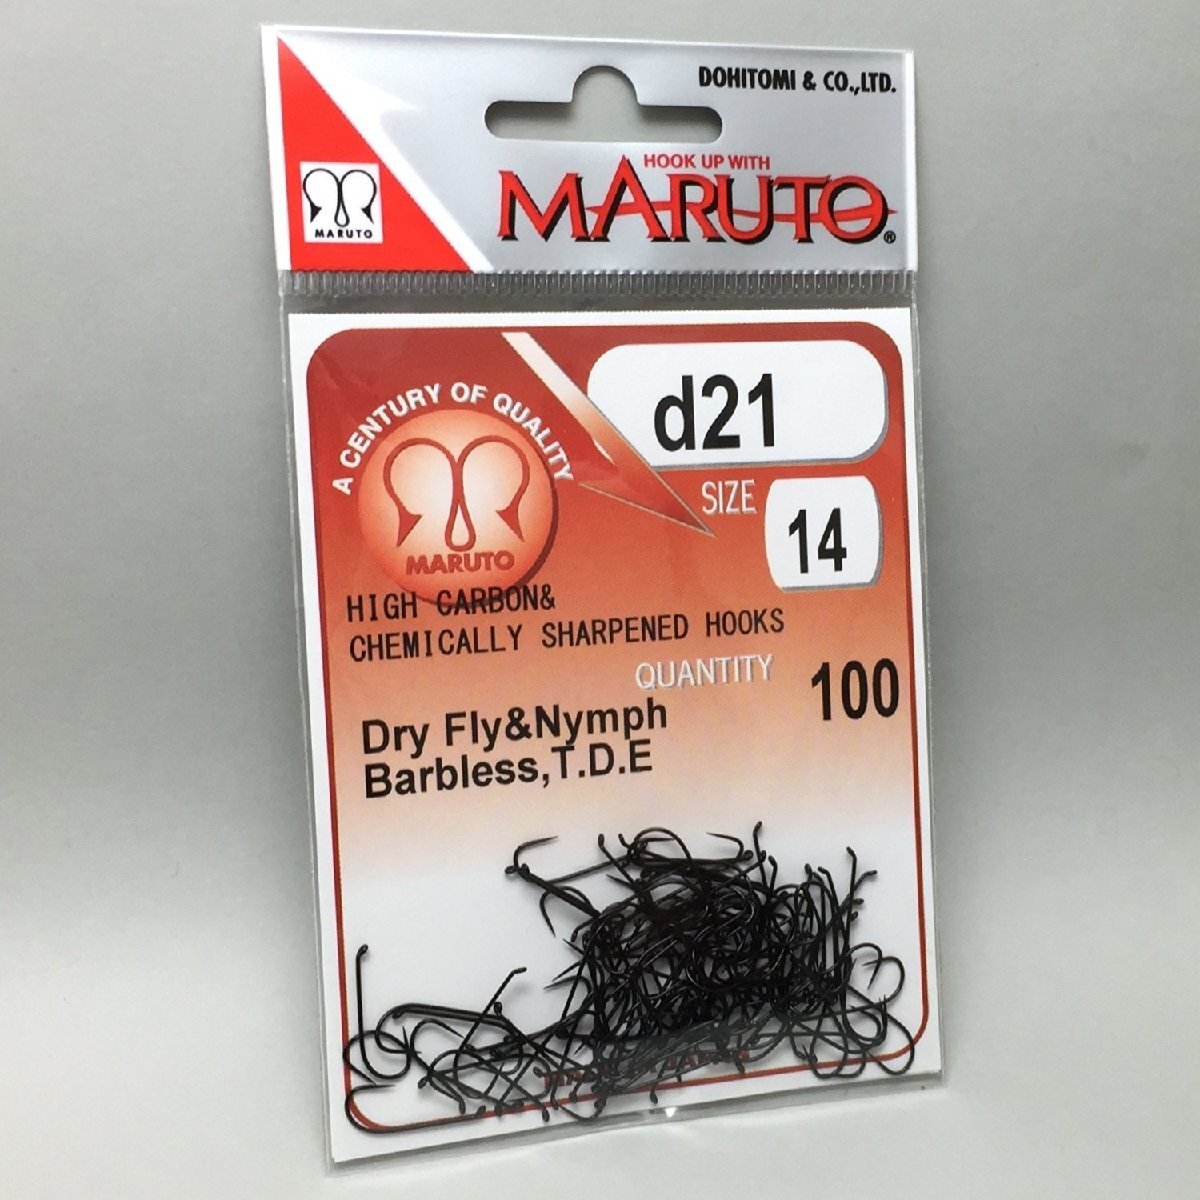 DOHITOMI & CO.,LTD.
HOOK UP WITH
MARUTO®
MARUTO
A CENTURY OF QUALITY
MARUTO
d21
SIZE
14
HIGH CARBON&
CHEMICALLY SHARPENED HOOKS
QUANTITY
100
Dry Fly&Nymph
Barbless,T.D.E